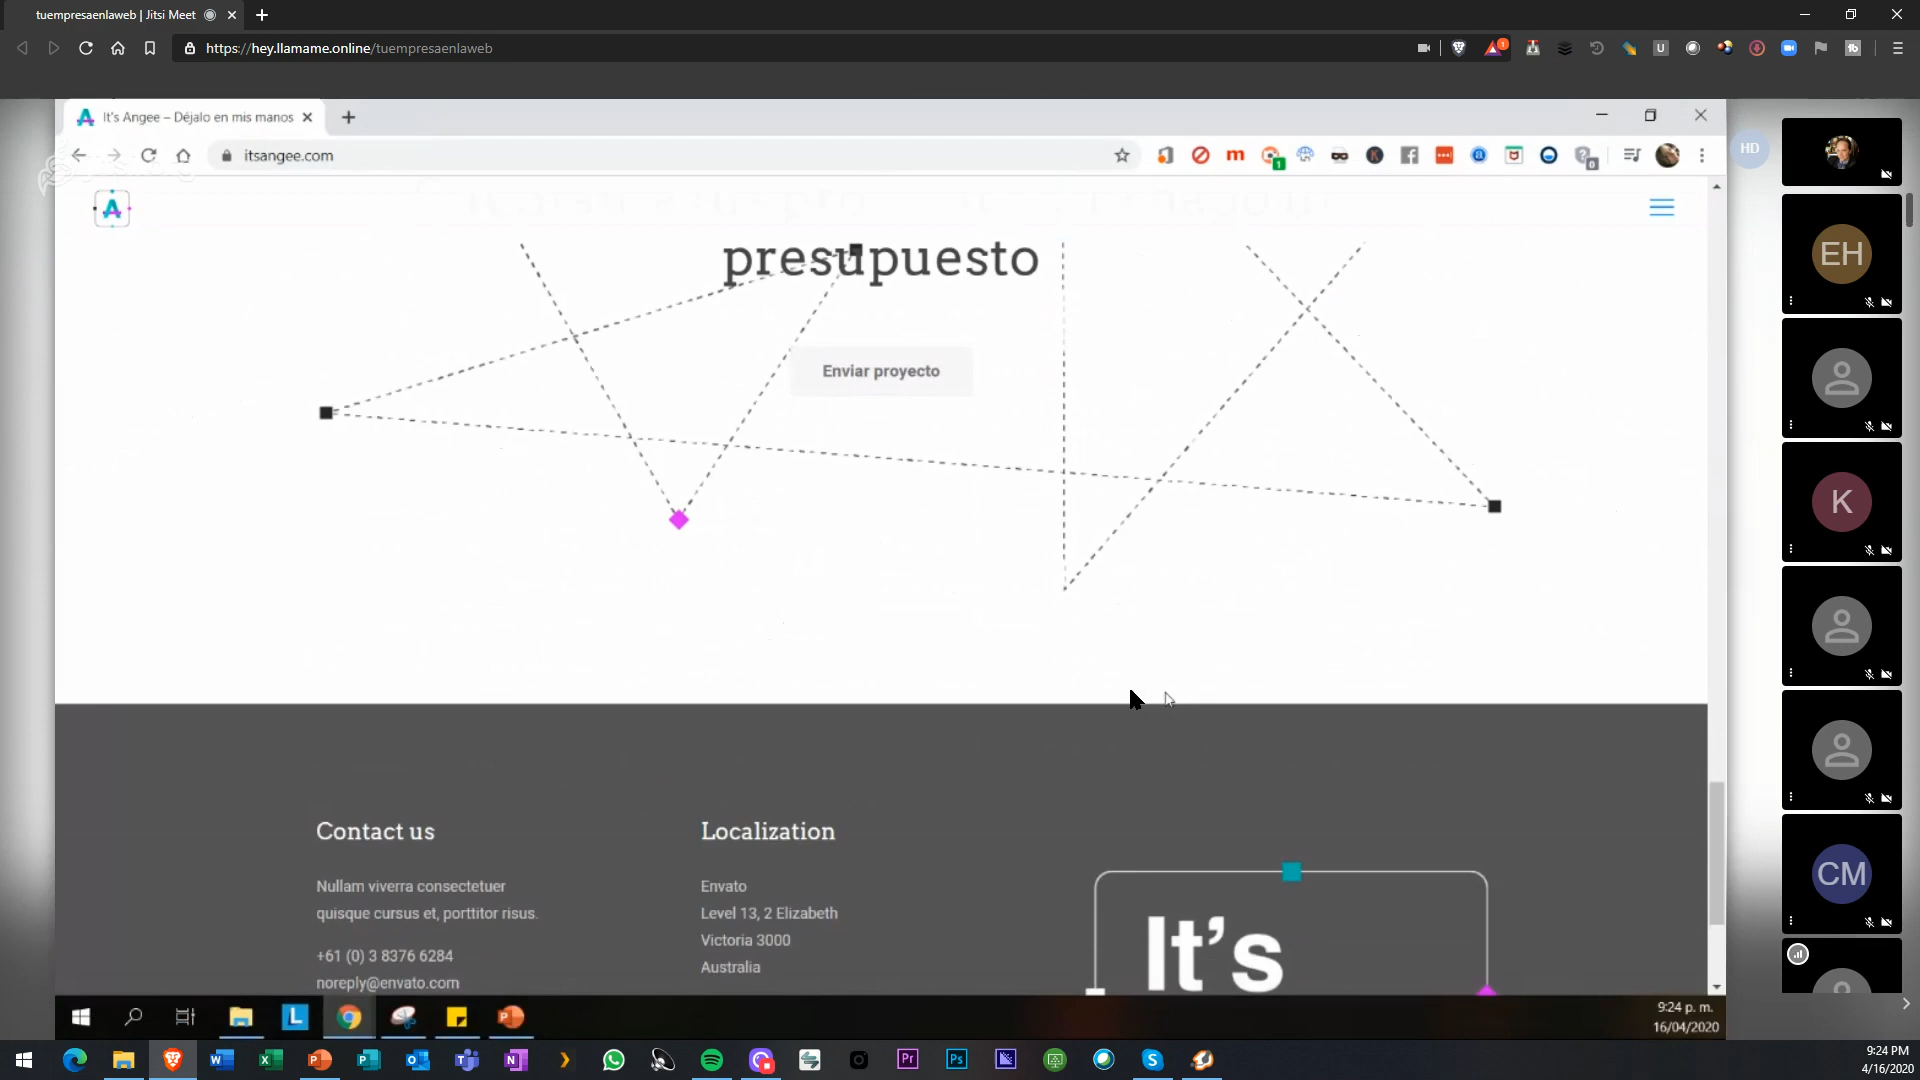 tuempresaenlaweb | Jitsi Meet
https://hey.llamame.online/tuempresaenlaweb
It's Angee – Déjalo en mis manos
itsangee.com
HD
presupuesto
Enviar proyecto
EH
K
CM
Contact us
Nullam viverra consectetuer
quisque cursus et, porttitor risus.
+61 (0) 3 8376 6284
noreply@envato.com
Localization
Envato
Level 13, 2 Elizabeth
Victoria 3000
Australia
It's
9:24 p. m.
16/04/2020
9:24 PM
4/16/2020